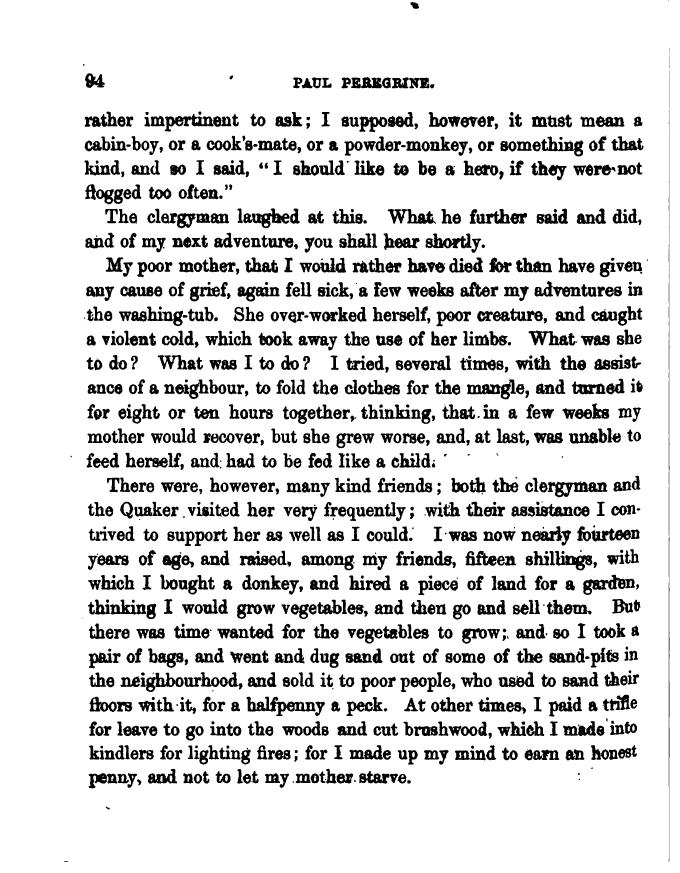 94 PAUL PEREGRINE.
rather impertinent to ask; I supposed, however, it must mean a
cabin-boy, or a cook's-mate, or a powder-monkey, or something of that
kind, and so I said, “I should like to be a hero, if they were not
flogged too often.”
The clergyman laughed at this. What he further said and did,
and of my next adventure, you shall hear shortly.
My poor mother, that I would rather have died for than have given
any cause of grief, again fell sick, a few weeks after my adventures in
the washing-tub. She over-worked herself, poor creature, and caught
a violent cold, which took away the use of her limbs. What was she
to do? What was I to do? I tried, several times, with the assist-
ance of a neighbour, to fold the clothes for the mangle, and turned it
for eight or ten hours together, thinking, that in a few weeks my
mother would recover, but she grew worse, and, at last, was unable to
feed herself, and had to be fed like a child.
There were, however, many kind friends; both the clergyman and
the Quaker visited her very frequently; with their assistance I con-
trived to support her as well as I could. I was now nearly fourteen
years of age, and raised, among my friends, fifteen shillings, with
which I bought a donkey, and hired a piece of land for a garden,
thinking I would grow vegetables, and then go and sell them. But
there was time wanted for the vegetables to grow; and so I took a
pair of bags, and went and dug sand out of some of the sand-pits in
the neighbourhood, and sold it to poor people, who used to sand their
floors with it, for a halfpenny a peck. At other times, I paid a trifle
for leave to go into the woods and cut brushwood, which I made into
kindlers for lighting fires; for I made up my mind to earn an honest
penny, and not to let my mother starve.